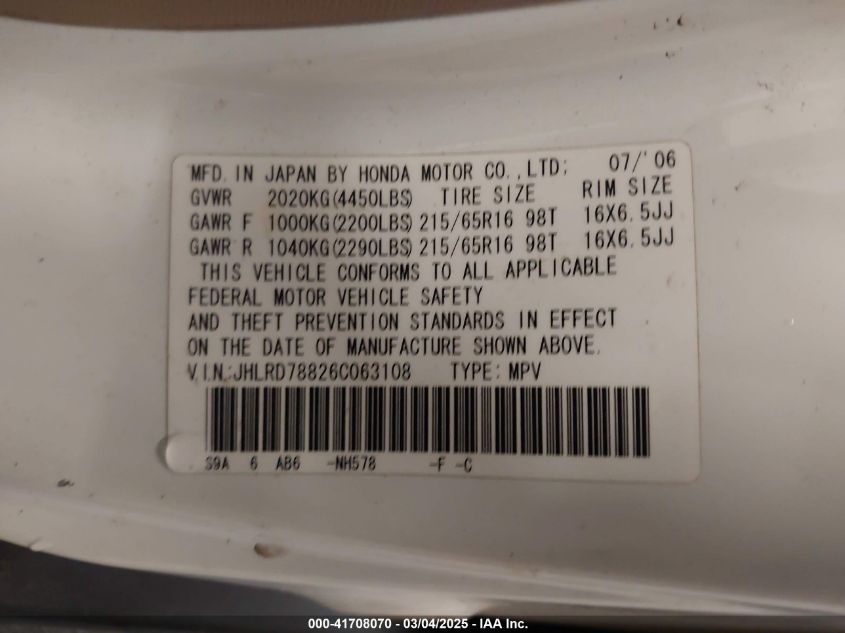 MFD. IN JAPAN BY HONDA MOTOR CO., LTD; 07/'06
GVWR 2020KG(4450LBS) TIRE SIZE RIM SIZE
GAWR F 1000KG(2200LBS) 215/65R16 98T 16X6.5JJ
GAWR R 1040KG(2290LBS) 215/65R16 98T 16X6.5JJ
THIS VEHICLE CONFORMS TO ALL APPLICABLE
FEDERAL MOTOR VEHICLE SAFETY
AND THEFT PREVENTION STANDARDS IN EFFECT
ON THE DATE OF MANUFACTURE SHOWN ABOVE.
V.I.N.:JHLRD78826C063108 TYPE: MPV
S9A 6 AB6 -NH578 -F -C
000-41708070 - 03/04/2025 - IAA Inc.